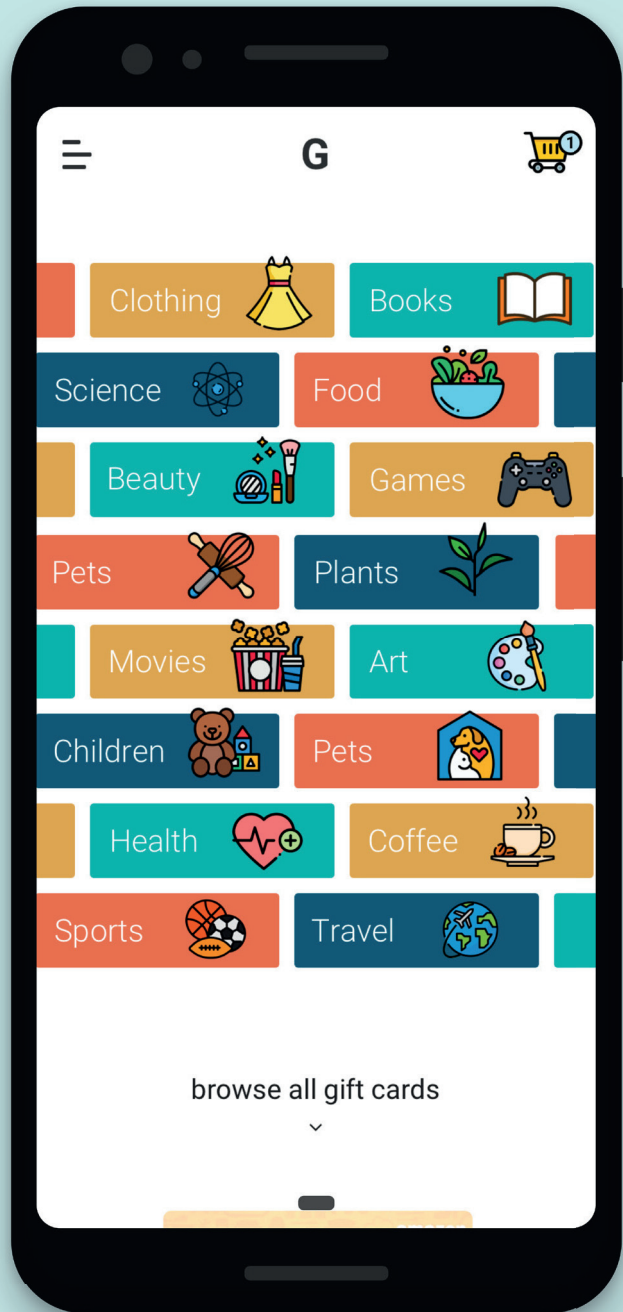 G
1
Clothing
Books
Science
Food
Beauty
Games
Pets
Plants
Movies
Art
Children
Pets
Health
Coffee
Sports
Travel
browse all gift cards
amazon